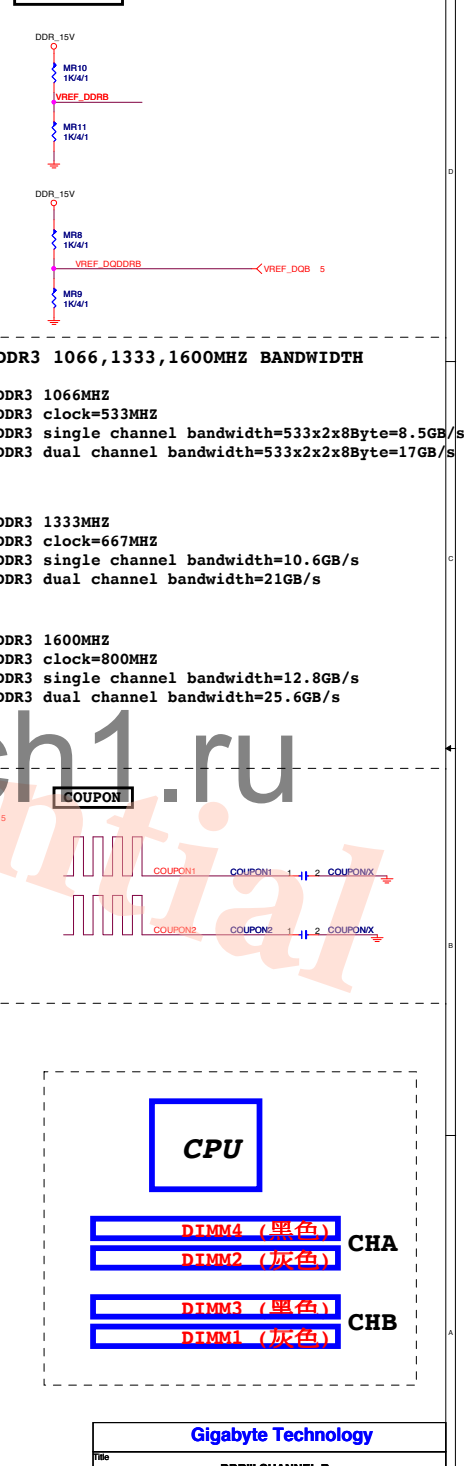 DDR_15V
MR10
1K/4/1
VREF_DDRB
MR11
1K/4/1
DDR_15V
MR8
1K/4/1
VREF_DQDDRB
VREF_DQB 5
MR9
1K/4/1
D
DDR3 1066,1333,1600MHZ BANDWIDTH
DDR3 1066MHZ
DDR3 clock=533MHZ
DDR3 single channel bandwidth=533x2x8Byte=8.5GB/s
DDR3 dual channel bandwidth=533x2x2x8Byte=17GB/s
DDR3 1333MHZ
DDR3 clock=667MHZ
DDR3 single channel bandwidth=10.6GB/s
DDR3 dual channel bandwidth=21GB/s
C
DDR3 1600MHZ
DDR3 clock=800MHZ
DDR3 single channel bandwidth=12.8GB/s
DDR3 dual channel bandwidth=25.6GB/s
ch1.ru
ntial
COUPON
5
COUPON1 COUPON1 1 2 COUPON/X
COUPON2 COUPON2 1 2 COUPON/X
B
CPU
DIMM4 (黑色)
CHA
DIMM2 (灰色)
DIMM3 (黑色)
CHB
DIMM1 (灰色)
A
Gigabyte Technology
Title